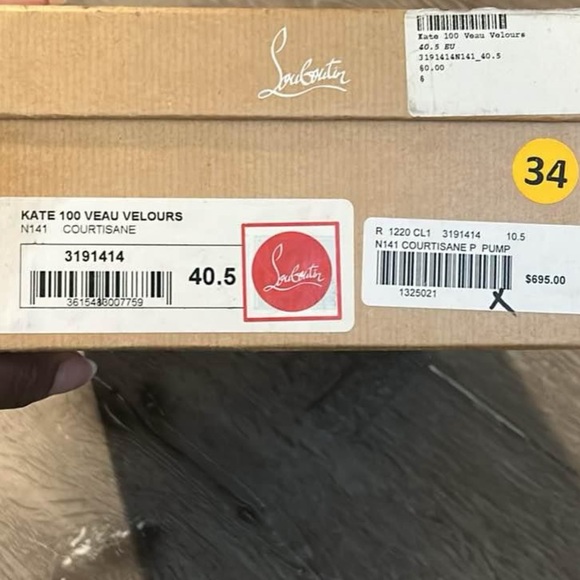 Louboutin
Kate 100 Veau Velours
40.5 EU
3191414N141_40.5
60.00
6
34
KATE 100 VEAU VELOURS
N141 COURTISANE
3191414
40.5
3615483007759
Louboutin
R 1220 CL1 3191414 10.5
N141 COURTISANE P PUMP
$695.00
1325021
X